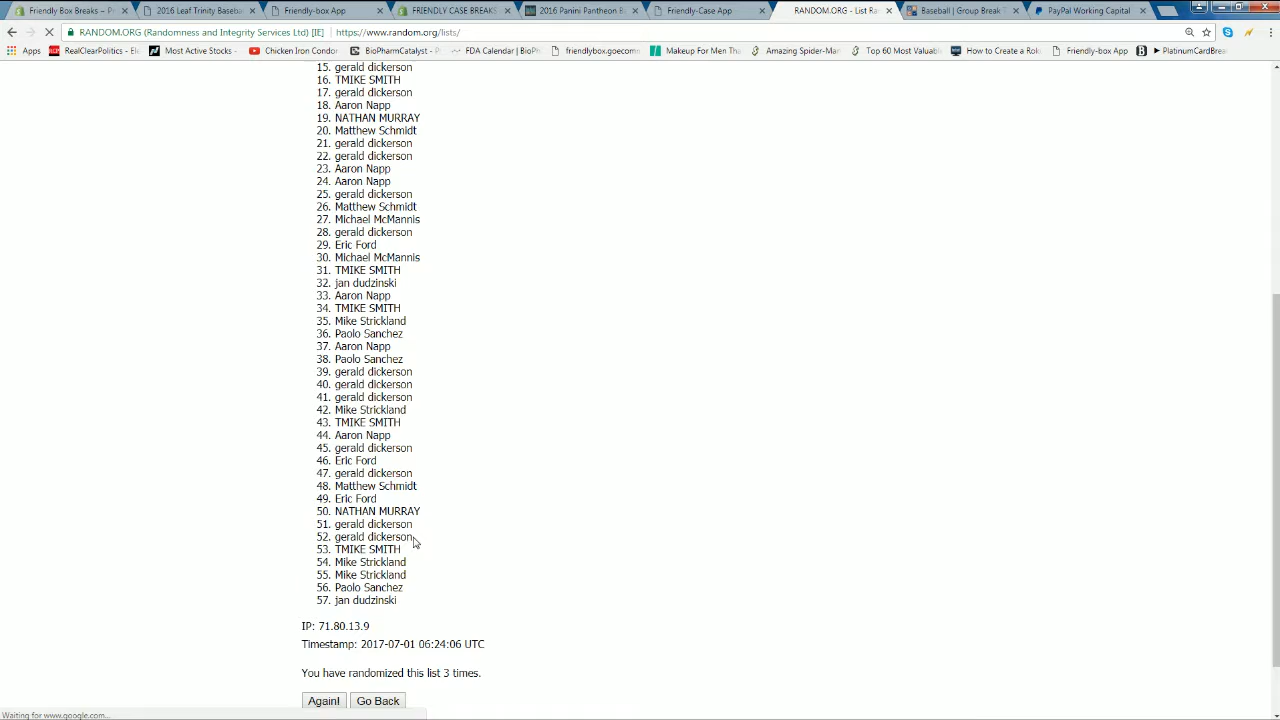 Friendly Box Breaks – P
2016 Leaf Trinity Baseba
Friendly-box App
FRIENDLY CASE BREAKS
2016 Panini Pantheon B
Friendly-Case App
RANDOM.ORG - List Ra
Baseball | Group Break T
PayPal Working Capital
RANDOM.ORG (Randomness and Integrity Services Ltd) [IE]
https://www.random.org/lists/
Apps
RealClearPolitics - Ele
Most Active Stocks -
Chicken Iron Condor
BioPharmCatalyst -
FDA Calendar | BioPh
friendlybox.gocomm
Makeup For Men Tha
Amazing Spider-Man
Top 60 Most Valuabl
How to Create a Roku
Friendly-box App
PlatinumCardBrea
15. gerald dickerson
16. TMIKE SMITH
17. gerald dickerson
18. Aaron Napp
19. NATHAN MURRAY
20. Matthew Schmidt
21. gerald dickerson
22. gerald dickerson
23. Aaron Napp
24. Aaron Napp
25. gerald dickerson
26. Matthew Schmidt
27. Michael McMannis
28. gerald dickerson
29. Eric Ford
30. Michael McMannis
31. TMIKE SMITH
32. jan dudzinski
33. Aaron Napp
34. TMIKE SMITH
35. Mike Strickland
36. Paolo Sanchez
37. Aaron Napp
38. Paolo Sanchez
39. gerald dickerson
40. gerald dickerson
41. gerald dickerson
42. Mike Strickland
43. TMIKE SMITH
44. Aaron Napp
45. gerald dickerson
46. Eric Ford
47. gerald dickerson
48. Matthew Schmidt
49. Eric Ford
50. NATHAN MURRAY
51. gerald dickerson
52. gerald dickerson
53. TMIKE SMITH
54. Mike Strickland
55. Mike Strickland
56. Paolo Sanchez
57. jan dudzinski
IP: 71.80.13.9
Timestamp: 2017-07-01 06:24:06 UTC
You have randomized this list 3 times.
Again!
Go Back
Waiting for www.google.com...